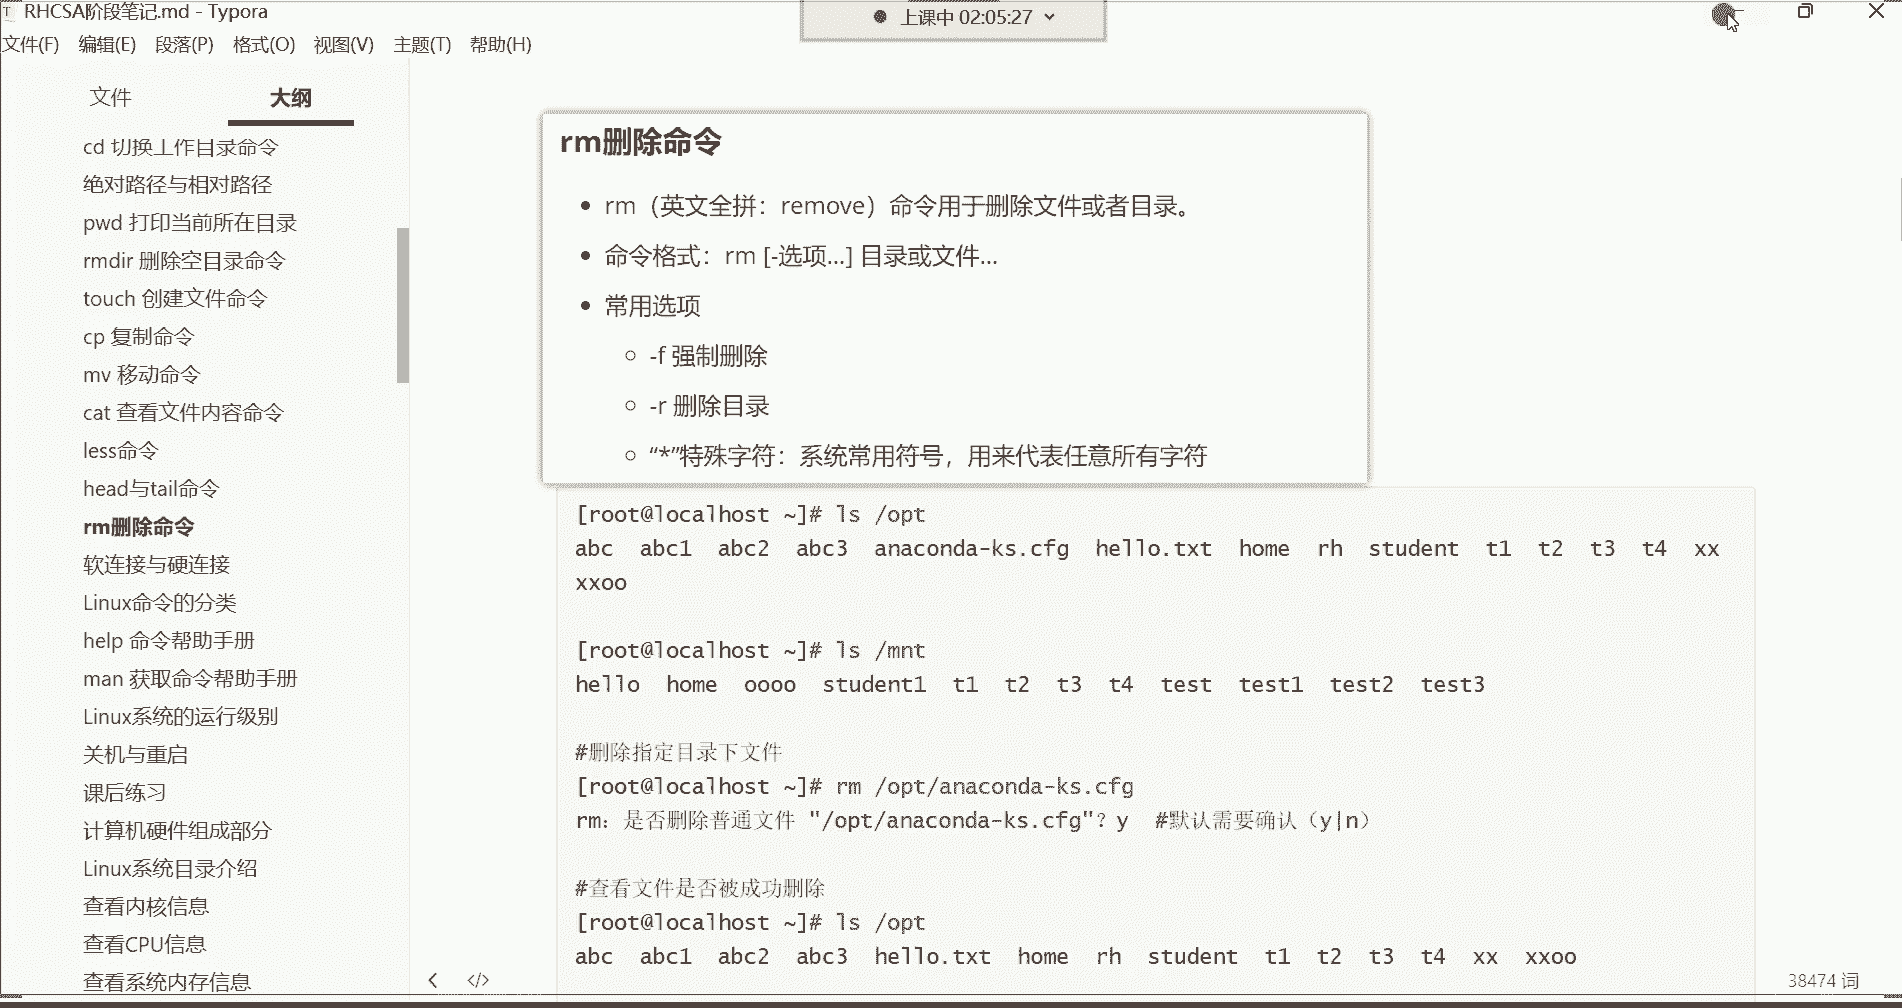 RHCSA阶段笔记.md - Typora
上课中 02:05:27
文件(F) 编辑(E) 段落(P) 格式(O) 视图(V) 主题(T) 帮助(H)
文件 大纲
cd 切换工作目录命令
绝对路径与相对路径
pwd 打印当前所在目录
rmdir 删除空目录命令
touch 创建文件命令
cp 复制命令
mv 移动命令
cat 查看文件内容命令
less命令
head与tail命令
rm删除命令
软连接与硬连接
Linux命令的分类
help 命令帮助手册
man 获取命令帮助手册
Linux系统的运行级别
关机与重启
课后练习
计算机硬件组成部分
Linux系统目录介绍
查看内核信息
查看CPU信息
查看系统内存信息
rm删除命令
rm（英文全拼：remove）命令用于删除文件或者目录。
命令格式：rm [-选项...] 目录或文件...
常用选项
-f 强制删除
-r 删除目录
“*”特殊字符：系统常用符号，用来代表任意所有字符
[root@localhost ~]# ls /opt
abc abc1 abc2 abc3 anaconda-ks.cfg hello.txt home rh student t1 t2 t3 t4 xx
xxoo
[root@localhost ~]# ls /mnt
hello home oooo student1 t1 t2 t3 t4 test test1 test2 test3
#删除指定目录下文件
[root@localhost ~]# rm /opt/anaconda-ks.cfg
rm：是否删除普通文件 "/opt/anaconda-ks.cfg"？y #默认需要确认（y|n）
#查看文件是否被成功删除
[root@localhost ~]# ls /opt
abc abc1 abc2 abc3 hello.txt home rh student t1 t2 t3 t4 xx xxoo
38474 词